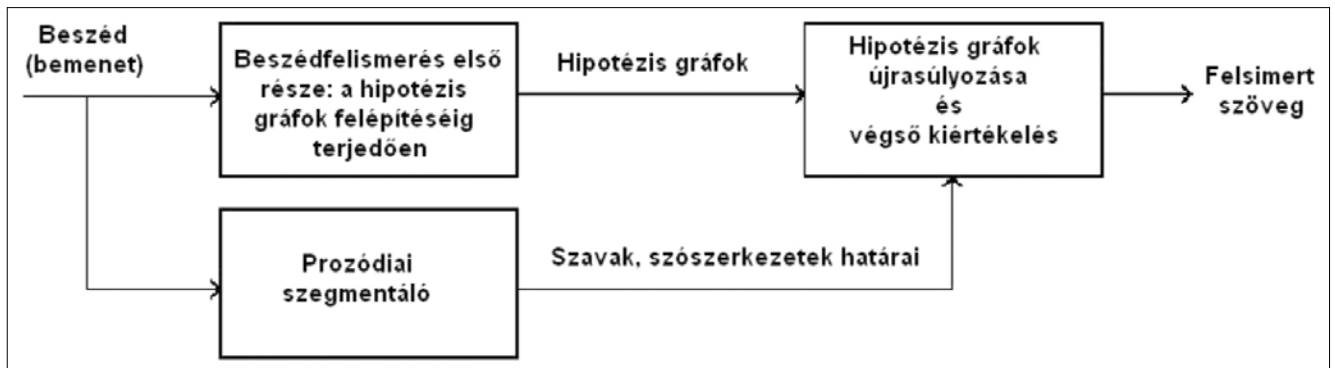 Beszéd
(bemenet)
Beszédfelismerés első
része: a hipotézis
gráfok felépítéséig
terjedően
Hipotézis gráfok
Hipotézis gráfok
újrasúlyozása
és
végső kiértékelés
Felsimert
szöveg
Prozódiai
szegmentáló
Szavak, szószerkezetek határai